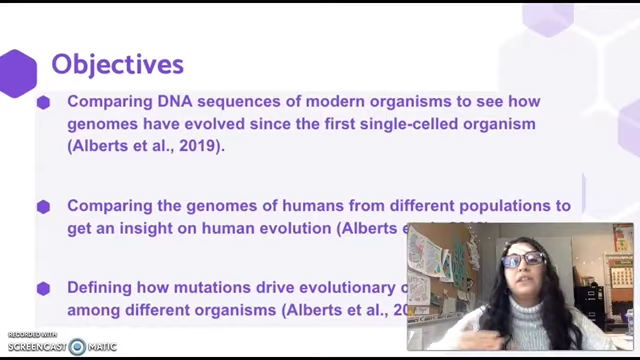 Objectives
Comparing DNA sequences of modern organisms to see how
genomes have evolved since the first single-celled organism
(Alberts et al., 2019).
Comparing the genomes of humans from different populations to
get an insight on human evolution (Alberts
Defining how mutations drive evolutionary
among different organisms (Alberts et al.,
RECORDED WITH
SCREENCAST MATIC